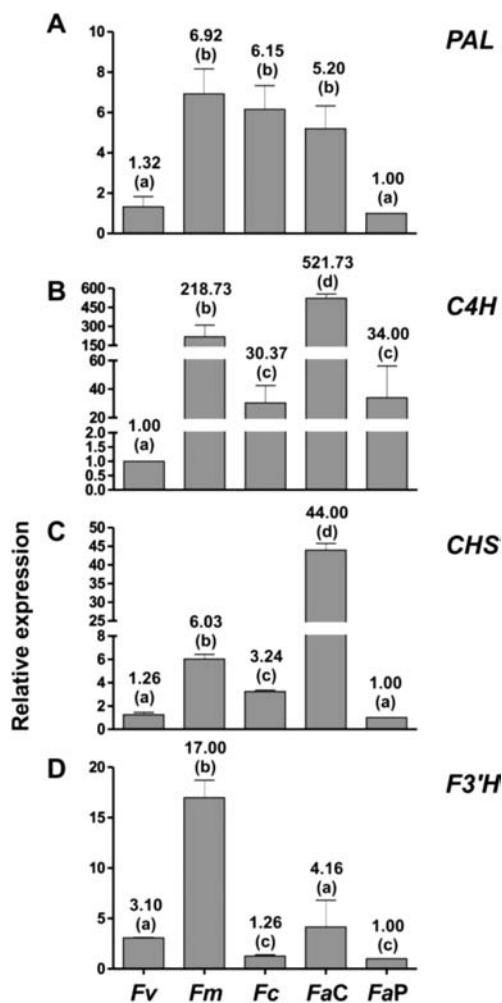 A
PAL
10
8
6
4
2
0
1.32
(a)
6.92
(b)
6.15
(b)
5.20
(b)
1.00
(a)
B
C4H
600
450
300
150
60
40
20
2.0
1.5
1.0
0.5
0.0
1.00
(a)
218.73
(b)
30.37
(c)
521.73
(d)
34.00
(c)
C
CHS
50
45
40
35
30
25
8
6
4
2
0
1.26
(a)
6.03
(b)
3.24
(c)
44.00
(d)
1.00
(a)
D
F3'H
20
15
10
5
0
3.10
(a)
17.00
(b)
1.26
(c)
4.16
(a)
1.00
(c)
Relative expression
Fv Fm Fc FaC FaP